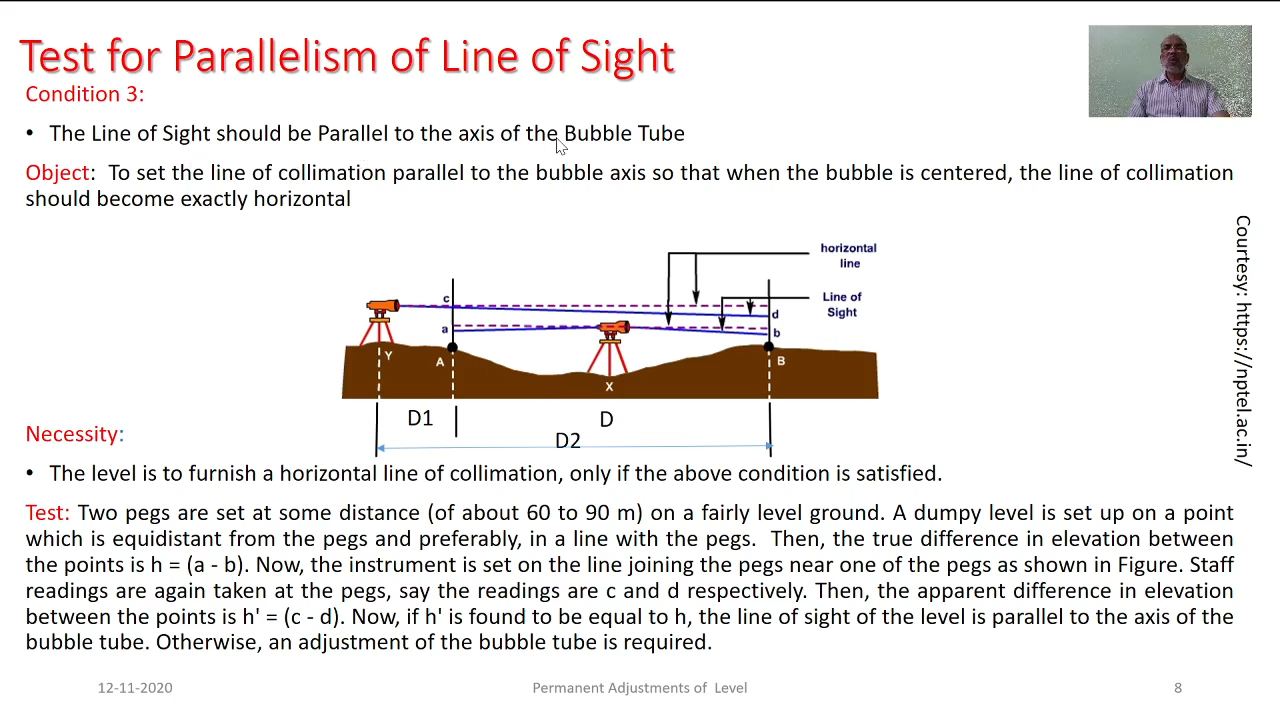 Test for Parallelism of Line of Sight
Condition 3:
• The Line of Sight should be Parallel to the axis of the Bubble Tube
Object: To set the line of collimation parallel to the bubble axis so that when the bubble is centered, the line of collimation
should become exactly horizontal
horizontal
line
Line of
Sight
c
a
d
b
Y
A
X
B
D1
D
D2
Courtesy: https://nptel.ac.in/
Necessity:
• The level is to furnish a horizontal line of collimation, only if the above condition is satisfied.
Test: Two pegs are set at some distance (of about 60 to 90 m) on a fairly level ground. A dumpy level is set up on a point
which is equidistant from the pegs and preferably, in a line with the pegs. Then, the true difference in elevation between
the points is h = (a - b). Now, the instrument is set on the line joining the pegs near one of the pegs as shown in Figure. Staff
readings are again taken at the pegs, say the readings are c and d respectively. Then, the apparent difference in elevation
between the points is h' = (c - d). Now, if h' is found to be equal to h, the line of sight of the level is parallel to the axis of the
bubble tube. Otherwise, an adjustment of the bubble tube is required.
12-11-2020
Permanent Adjustments of Level
8